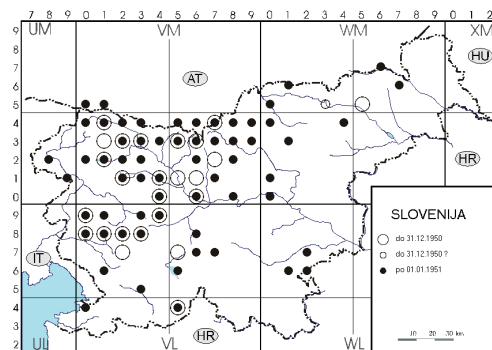 7 8 9 0 1 2 3 4 5 6 7 8 9 0 1 2 3 4 5 6 7 8 9 0 1 2
UM VM WM XM
9
8
7
6
5
4
3
2
1
0
9
8
7
6
5
4
3
2
AT
HU
HR
IT
HR
UL VL WL
SLOVENIJA
do 31.12.1950
do 31.12.1950 ?
po 01.01.1951
10 20 30 km